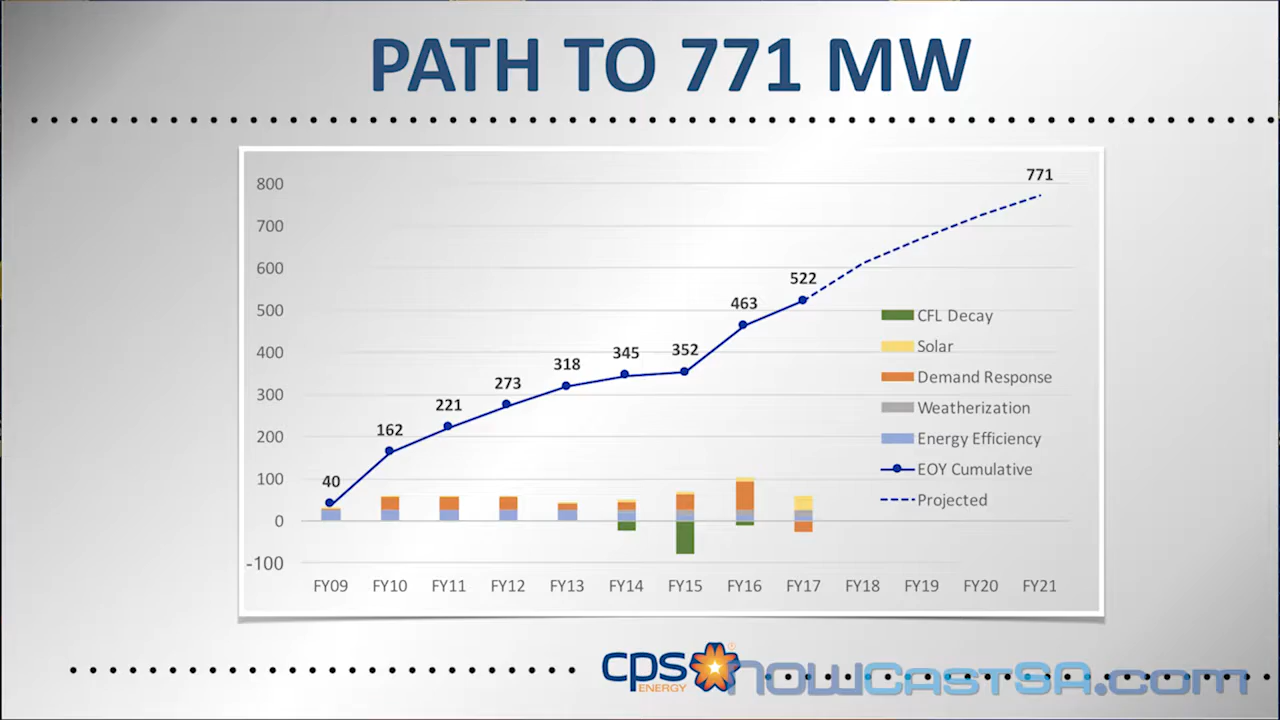 PATH TO 771 MW
800
700
600
500
400
300
200
100
0
-100
40
162
221
273
318
345
352
463
522
771
CFL Decay
Solar
Demand Response
Weatherization
Energy Efficiency
EOY Cumulative
Projected
FY09 FY10 FY11 FY12 FY13 FY14 FY15 FY16 FY17 FY18 FY19 FY20 FY21
cps
ENERGY
nowcastSA.com